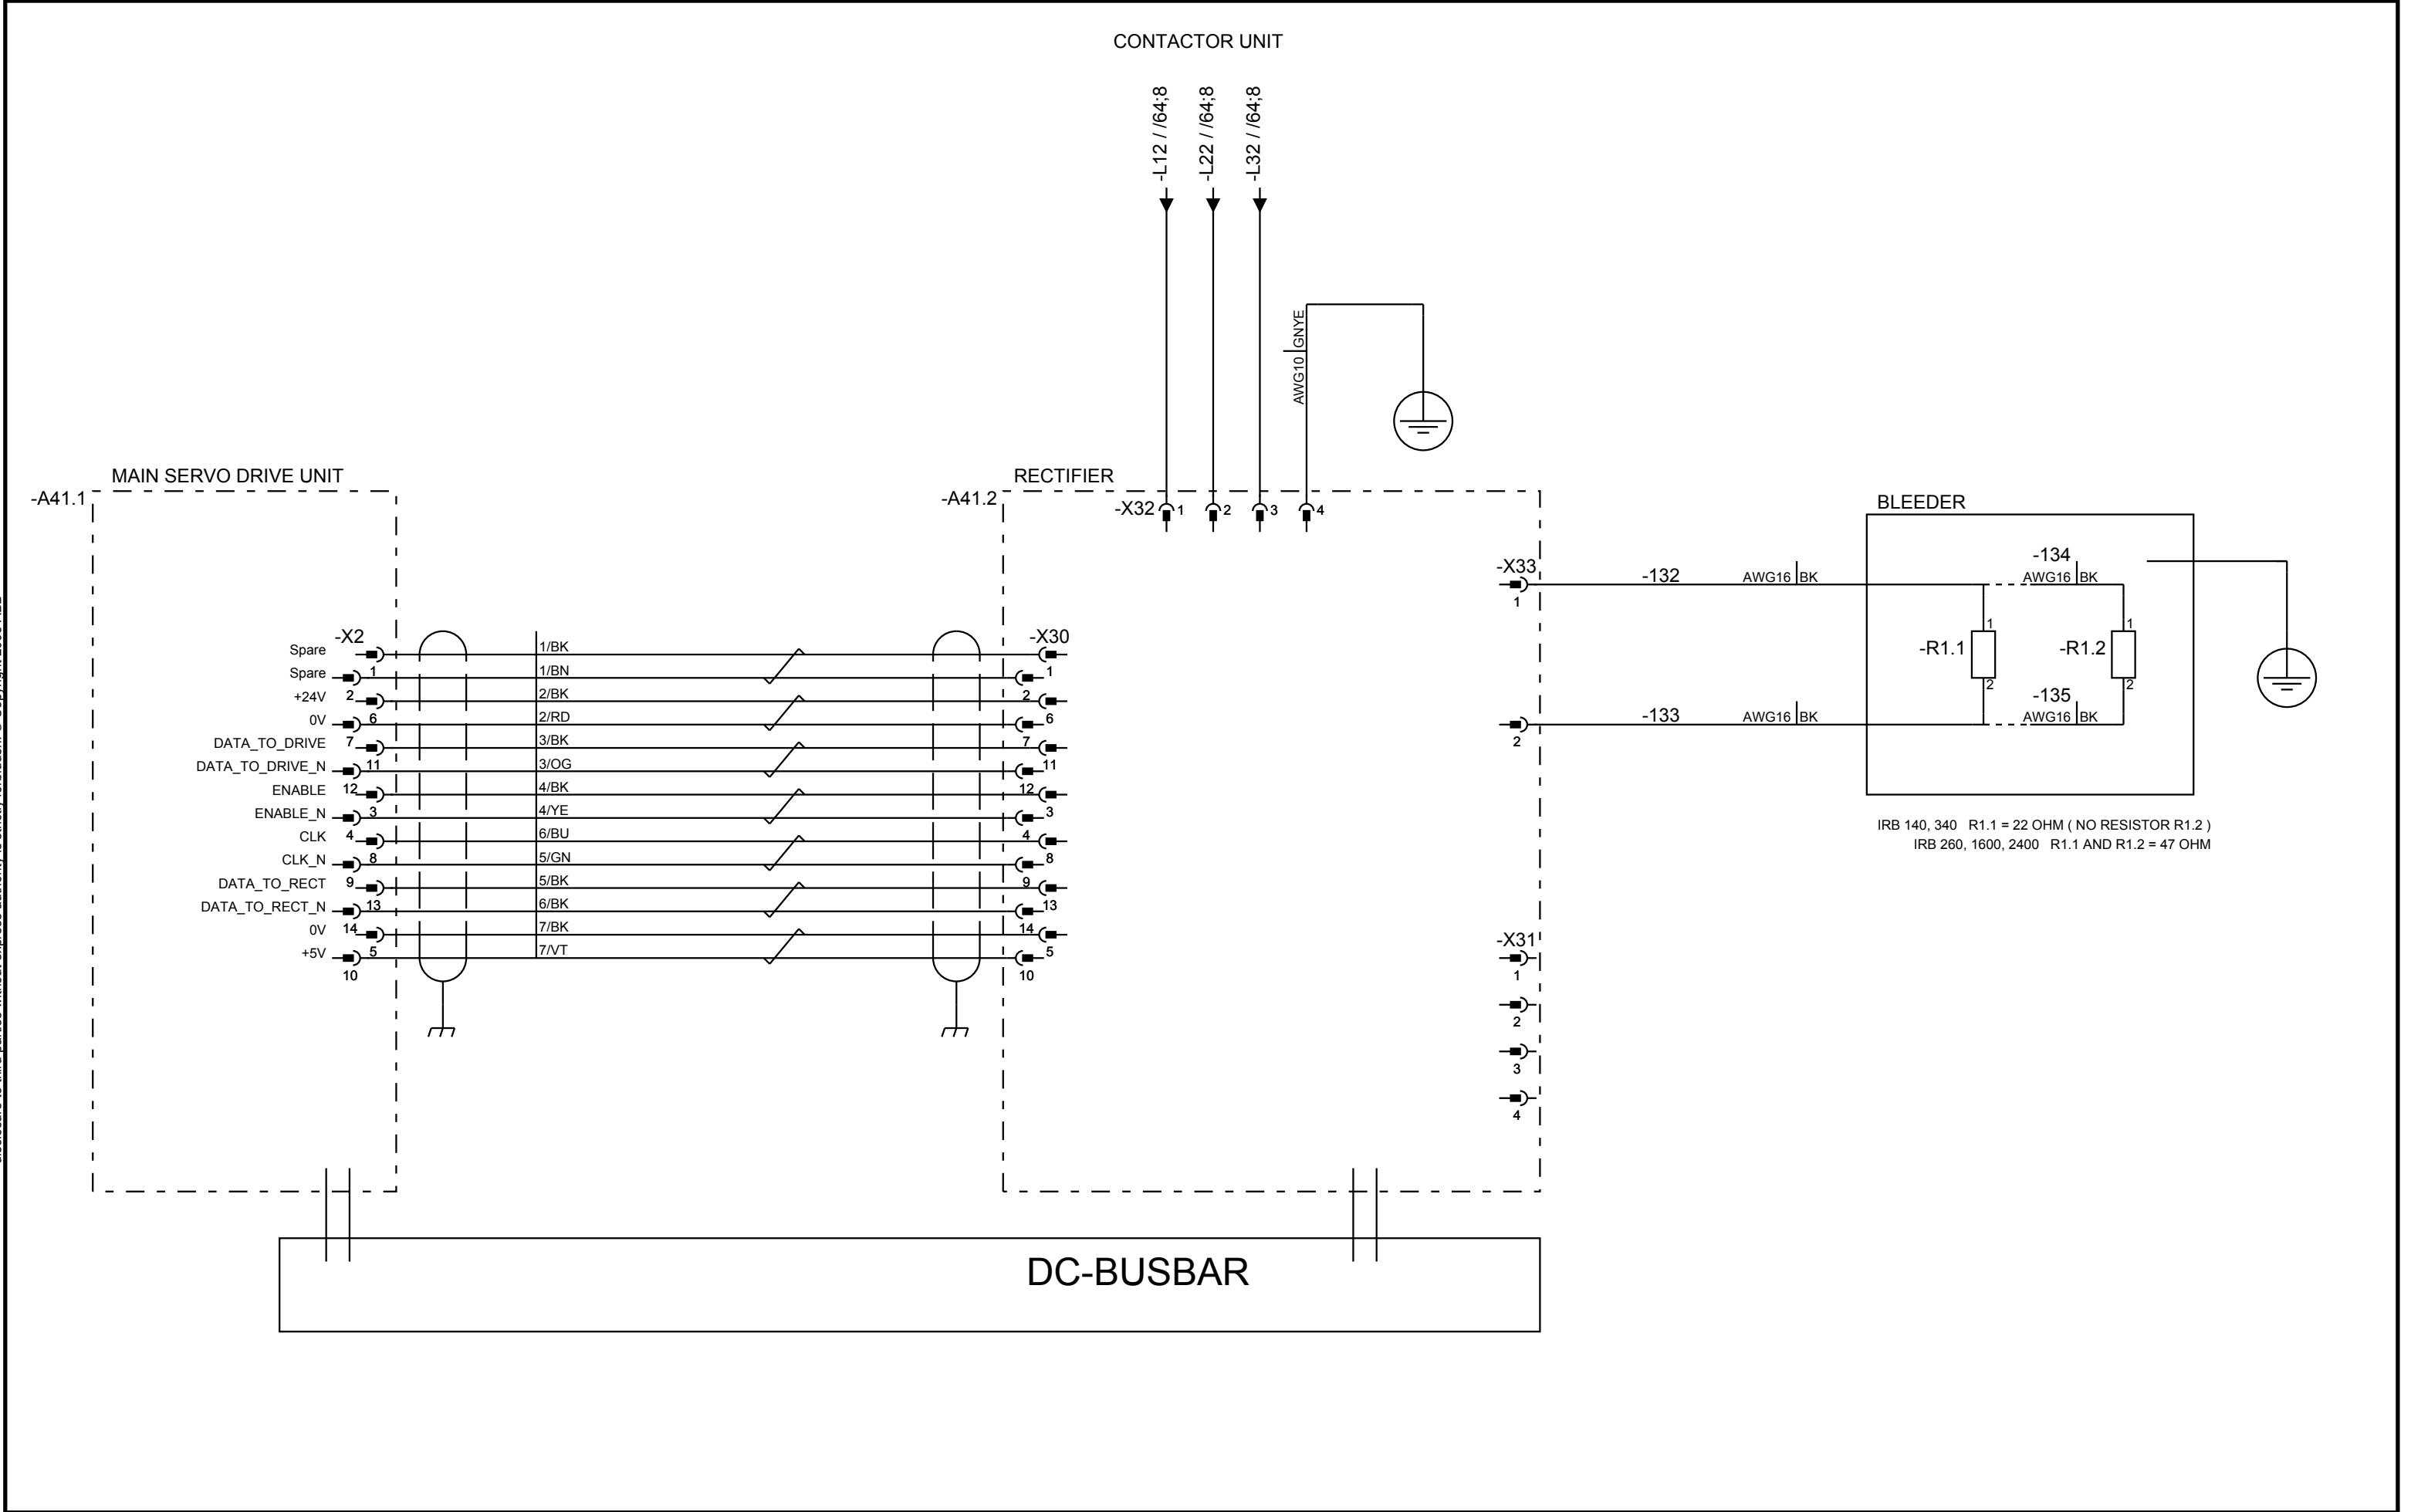 CONTACTOR UNIT
-L12 / /64;8
-L22 / /64;8
-L32 / /64;8
AWG10 GNYE
MAIN SERVO DRIVE UNIT
-A41.1
RECTIFIER
-A41.2
-X32 1 2 3 4
BLEEDER
-X33
1
-132 AWG16 BK
-134
AWG16 BK
1 1
-R1.1 -R1.2
2 2
-135
2
-133 AWG16 BK
AWG16 BK
IRB 140, 340 R1.1 = 22 OHM ( NO RESISTOR R1.2 )
IRB 260, 1600, 2400 R1.1 AND R1.2 = 47 OHM
-X2 -X30
Spare 1/BK
Spare 1 1/BN 1
+24V 2 2/BK 2
0V 6 2/RD 6
DATA_TO_DRIVE 7 3/BK 7
DATA_TO_DRIVE_N 11 3/OG 11
ENABLE 12 4/BK 12
ENABLE_N 3 4/YE 3
CLK 4 6/BU 4
CLK_N 8 5/GN 8
DATA_TO_RECT 9 5/BK 9
DATA_TO_RECT_N 13 6/BK 13
0V 14 7/BK 14
+5V 5 7/VT 5
10 10
-X31
1
2
3
4
DC-BUSBAR